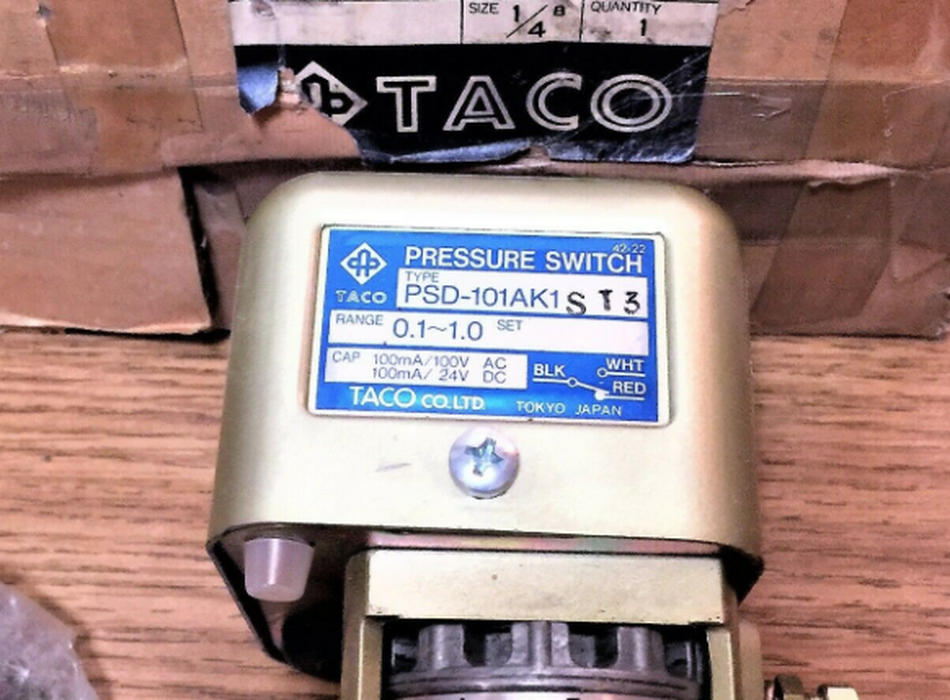 SIZE 1/4 B QUANTITY 1
TACO
PRESSURE SWITCH 42-22
TACO
TYPE
PSD-101AK1 S T 3
RANGE 0.1~1.0 SET
CAP 100mA/100V AC
100mA/ 24V DC
BLK WHT
RED
TACO CO.LTD. TOKYO JAPAN